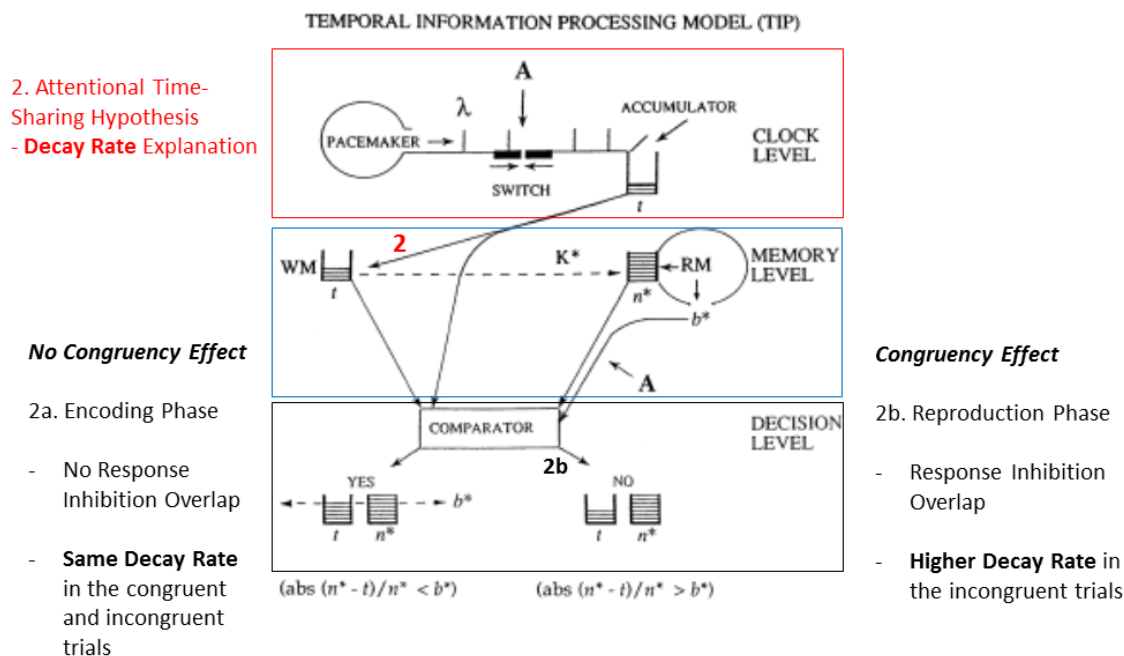 TEMPORAL INFORMATION PROCESSING MODEL (TIP)
2. Attentional Time-
Sharing Hypothesis
- Decay Rate Explanation
A
λ
ACCUMULATOR
PACEMAKER
CLOCK
LEVEL
SWITCH
t
2
WM
t
K*
n*
RM
b*
MEMORY
LEVEL
A
No Congruency Effect
2a. Encoding Phase
- No Response
Inhibition Overlap
- Same Decay Rate
in the congruent
and incongruent
trials
COMPARATOR
DECISION
LEVEL
2b
YES
NO
b*
t n*
t n*
(abs (n* - t)/n* < b*)
(abs (n* - t)/n* > b*)
Congruency Effect
2b. Reproduction Phase
- Response Inhibition
Overlap
- Higher Decay Rate in
the incongruent trials